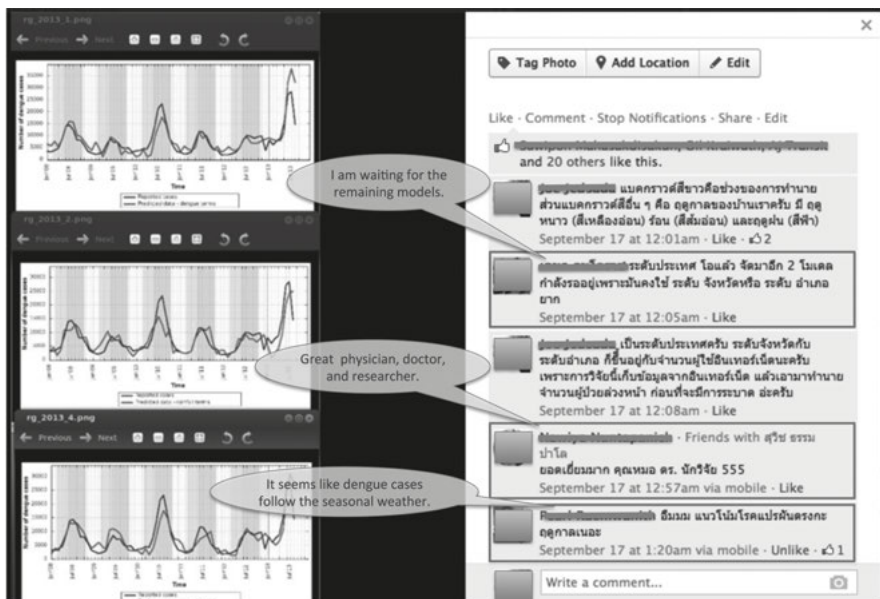 rg_2013_1.png
Previous Next
Number of dengue cases
Time
Reported cases
Predicted data - dengue terms
rg_2013_2.png
Previous Next
Number of dengue cases
Time
Reported cases
rg_2013_4.png
Previous Next
Number of dengue cases
Time
Reported cases
I am waiting for the
remaining models.
Great physician, doctor,
and researcher.
It seems like dengue cases
follow the seasonal weather.
Tag Photo Add Location Edit
Like · Comment · Stop Notifications · Share · Edit
and 20 others like this.
แบคกราวด์สีขาวคือช่วงของการทำนาย
ส่วนแบคกราวด์สีอื่น ๆ คือ ฤดูกาลของบ้านเราครับ มี ฤดู
หนาว (สีเหลืองอ่อน) ร้อน (สีส้มอ่อน) และฤดูฝน (สีฟ้า)
September 17 at 12:01am · Like · 2
ระดับประเทศ โอแล้ว จัดมาอีก 2 โมเดล
กำลังรออยู่เพราะมันคงใช้ ระดับ จังหวัดหรือ ระดับ อำเภอ
ยาก
September 17 at 12:05am · Like
เป็นระดับประเทศครับ ระดับจังหวัดกับ
ระดับอำเภอ ก็ขึ้นอยู่กับจำนวนผู้ใช้อินเทอร์เน็ตนะครับ
เพราะการวิจัยนี้เก็บข้อมูลจากอินเทอร์เน็ต แล้วเอามาทำนาย
จำนวนผู้ป่วยล่วงหน้า ก่อนที่จะมีการระบาด อ่ะครับ
September 17 at 12:08am · Like
· Friends with สุวิช ธรรม
ปาโล
ยอดเยี่ยมมาก คุณหมอ ดร. นักวิจัย 555
September 17 at 12:57am via mobile · Like
อืมมม แนวโน้มโรคแปรผันตรงกะ
ฤดูกาลเนอะ
September 17 at 1:20am via mobile · Unlike · 1
Write a comment...